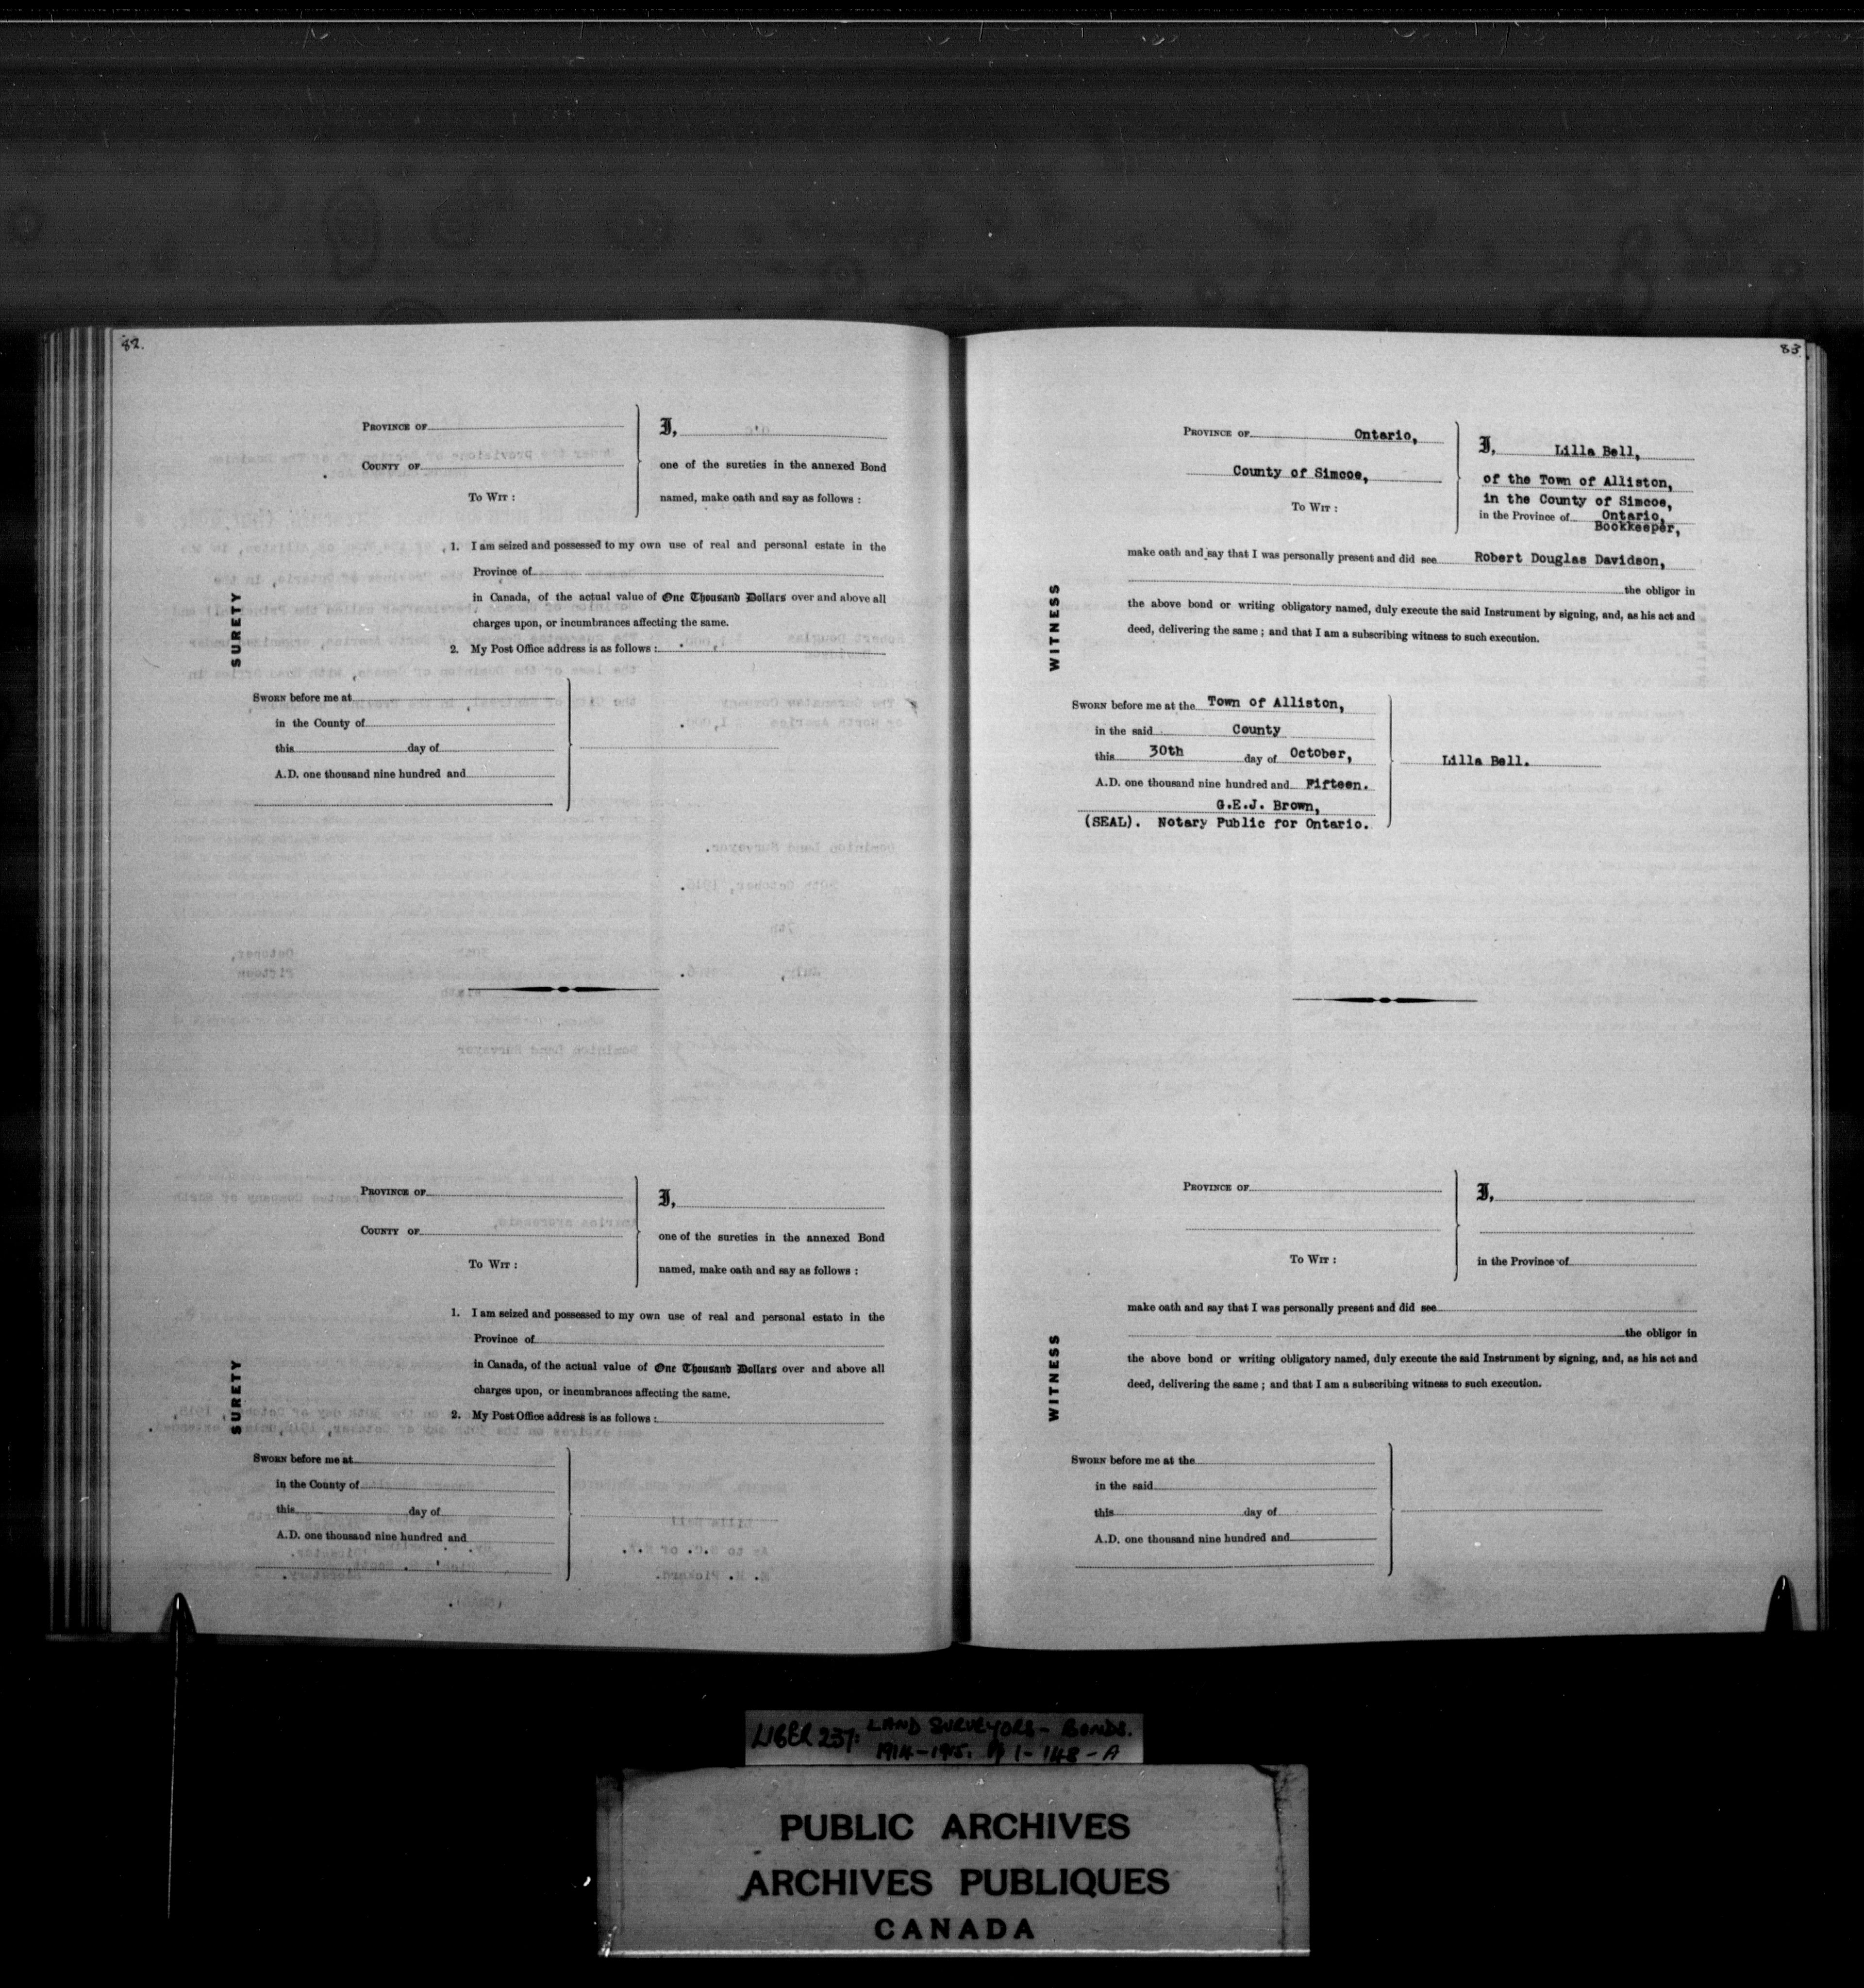 82.
PROVINCE OF
COUNTY OF
TO WIT :
I,
one of the sureties in the annexed Bond
named, make oath and say as follows :
SURETY
1. I am seized and possessed to my own use of real and personal estate in the
Province of
in Canada, of the actual value of One Thousand Dollars over and above all
charges upon, or incumbrances affecting the same.
2. My Post Office address is as follows :
SWORN before me at
in the County of
this day of
A.D. one thousand nine hundred and
PROVINCE OF
COUNTY OF
TO WIT :
I,
one of the sureties in the annexed Bond
named, make oath and say as follows :
SURETY
1. I am seized and possessed to my own use of real and personal estate in the
Province of
in Canada, of the actual value of One Thousand Dollars over and above all
charges upon, or incumbrances affecting the same.
2. My Post Office address is as follows :
SWORN before me at
in the County of
this day of
A.D. one thousand nine hundred and
83
PROVINCE OF Ontario,
County of Simcoe,
TO WIT :
I, Lilla Bell,
of the Town of Alliston,
in the County of Simcoe,
in the Province of Ontario,
Bookkeeper,
make oath and say that I was personally present and did see Robert Douglas Davidson,
the obligor in
the above bond or writing obligatory named, duly execute the said Instrument by signing, and, as his act and
deed, delivering the same ; and that I am a subscribing witness to such execution.
WITNESS
SWORN before me at the Town of Alliston,
in the said County
this 30th day of October,
A.D. one thousand nine hundred and Fifteen.
G.E.J. Brown,
(SEAL). Notary Public for Ontario.
Lilla Bell.
PROVINCE OF
TO WIT :
I,
in the Province of
make oath and say that I was personally present and did see
the obligor in
the above bond or writing obligatory named, duly execute the said Instrument by signing, and, as his act and
deed, delivering the same ; and that I am a subscribing witness to such execution.
WITNESS
SWORN before me at the
in the said
this day of
A.D. one thousand nine hundred and
LIBER 237: LAND SURVEYORS - BONDS.
1914-1915. pp 1-148-A
PUBLIC ARCHIVES
ARCHIVES PUBLIQUES
CANADA